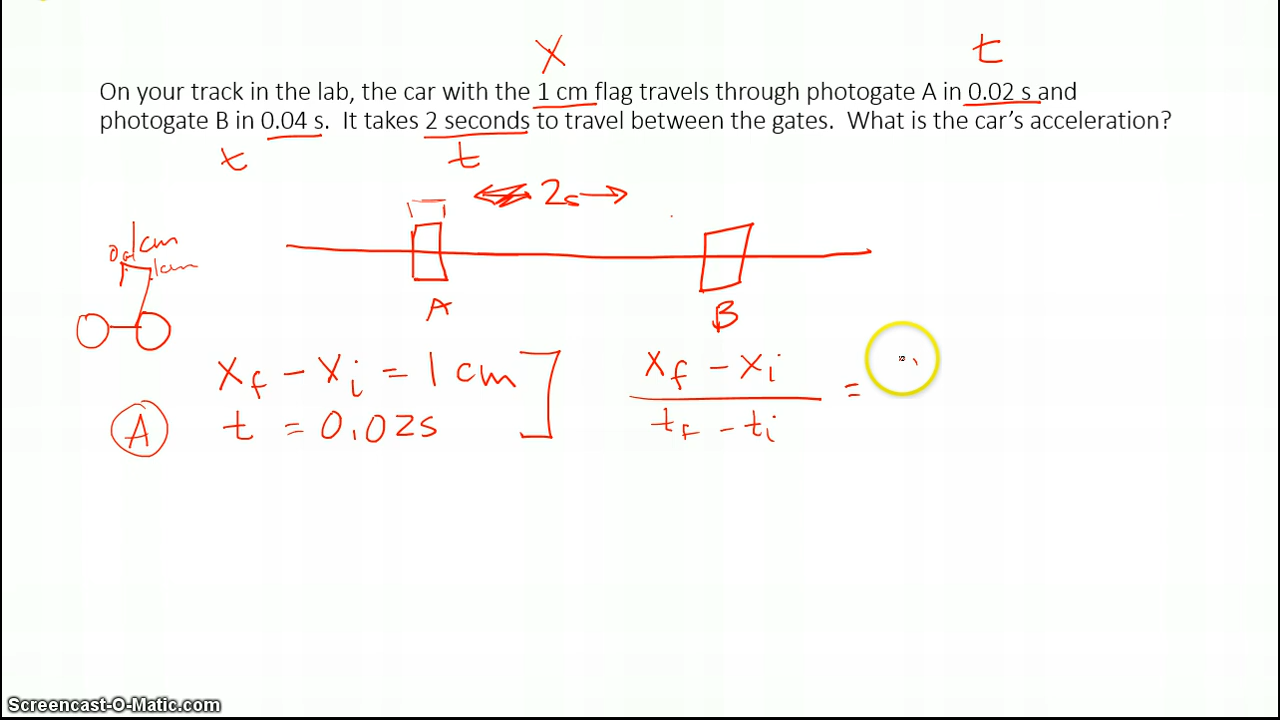 x t
On your track in the lab, the car with the 1 cm flag travels through photogate A in 0.02 s and
photogate B in 0.04 s. It takes 2 seconds to travel between the gates. What is the car's acceleration?
t t
2s
1cm
1cm
A B
xf - xi = 1 cm
A t = 0.02s
xf - xi
tf - ti
=
Screencast-O-Matic.com